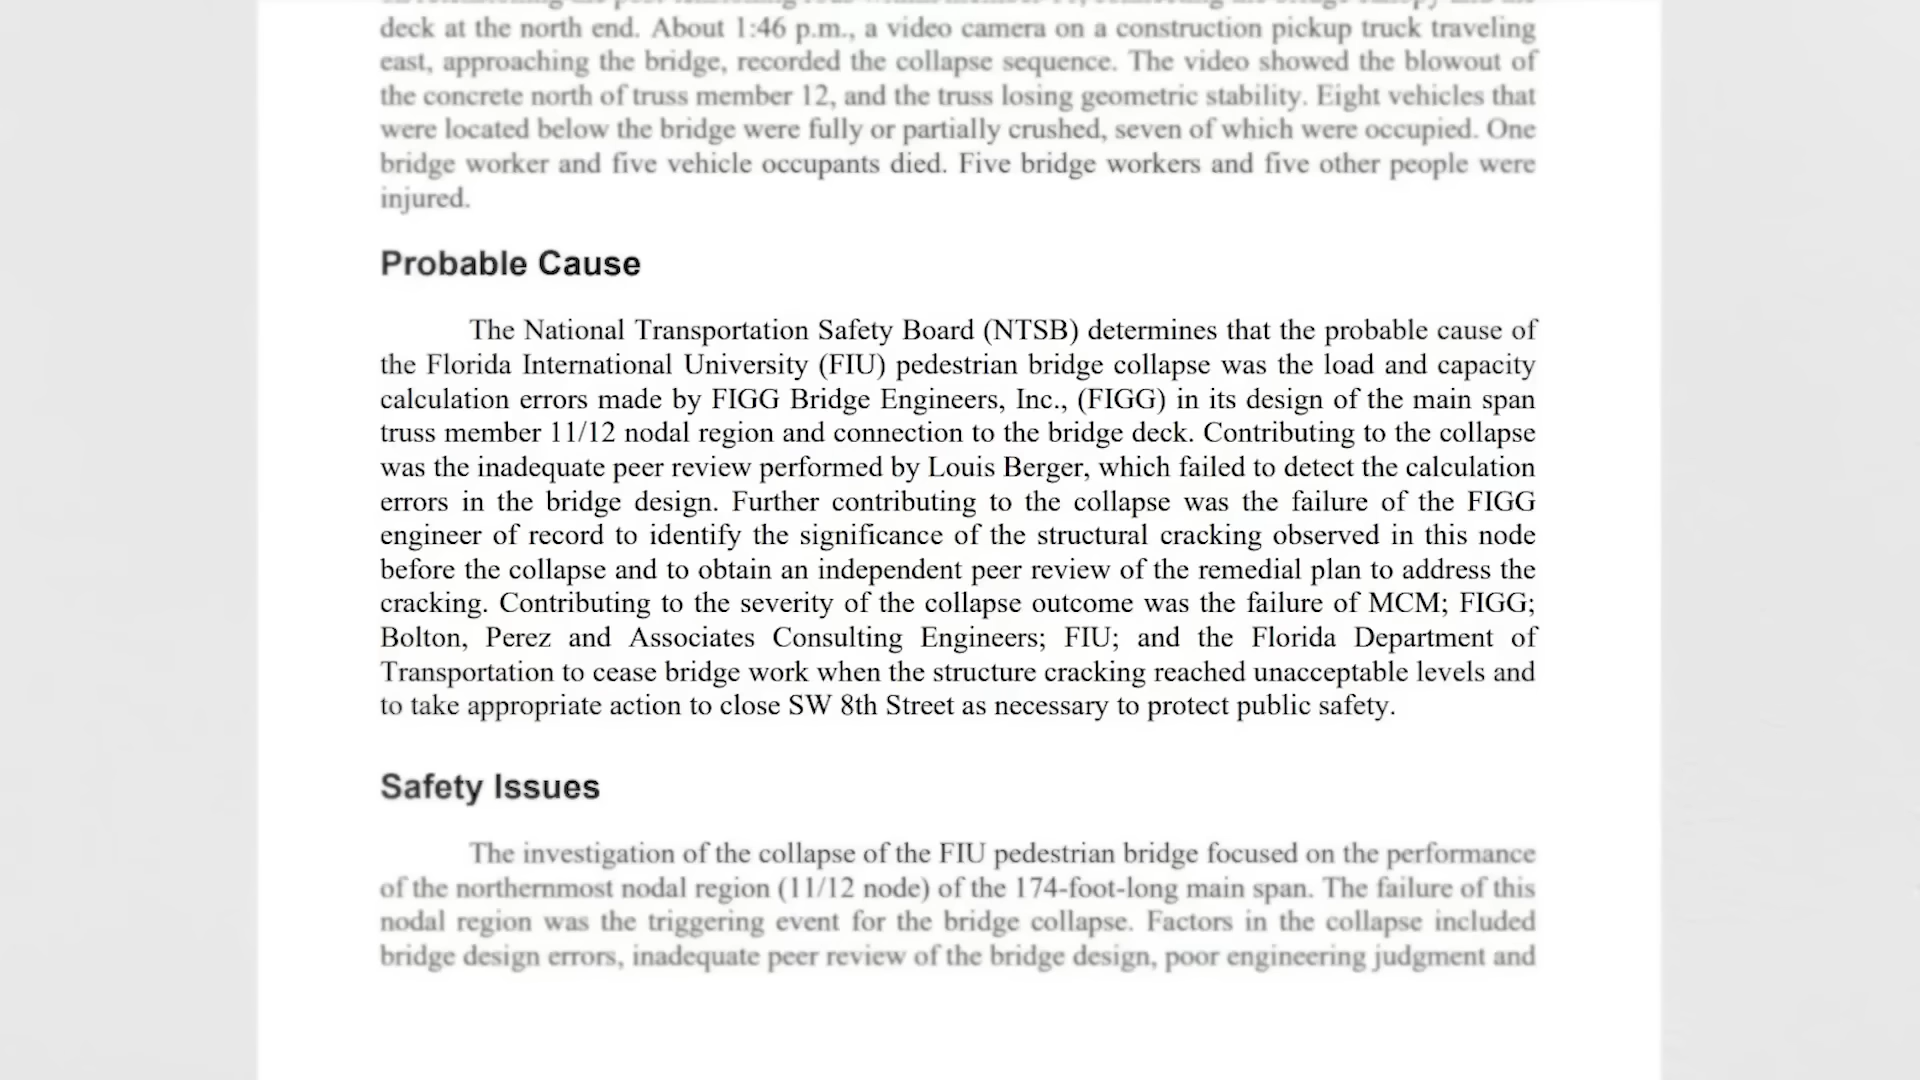 deck at the north end. About 1:46 p.m., a video camera on a construction pickup truck traveling
east, approaching the bridge, recorded the collapse sequence. The video showed the blowout of
the concrete north of truss member 12, and the truss losing geometric stability. Eight vehicles that
were located below the bridge were fully or partially crushed, seven of which were occupied. One
bridge worker and five vehicle occupants died. Five bridge workers and five other people were
injured.
Probable Cause
The National Transportation Safety Board (NTSB) determines that the probable cause of
the Florida International University (FIU) pedestrian bridge collapse was the load and capacity
calculation errors made by FIGG Bridge Engineers, Inc., (FIGG) in its design of the main span
truss member 11/12 nodal region and connection to the bridge deck. Contributing to the collapse
was the inadequate peer review performed by Louis Berger, which failed to detect the calculation
errors in the bridge design. Further contributing to the collapse was the failure of the FIGG
engineer of record to identify the significance of the structural cracking observed in this node
before the collapse and to obtain an independent peer review of the remedial plan to address the
cracking. Contributing to the severity of the collapse outcome was the failure of MCM; FIGG;
Bolton, Perez and Associates Consulting Engineers; FIU; and the Florida Department of
Transportation to cease bridge work when the structure cracking reached unacceptable levels and
to take appropriate action to close SW 8th Street as necessary to protect public safety.
Safety Issues
The investigation of the collapse of the FIU pedestrian bridge focused on the performance
of the northernmost nodal region (11/12 node) of the 174-foot-long main span. The failure of this
nodal region was the triggering event for the bridge collapse. Factors in the collapse included
bridge design errors, inadequate peer review of the bridge design, poor engineering judgment and